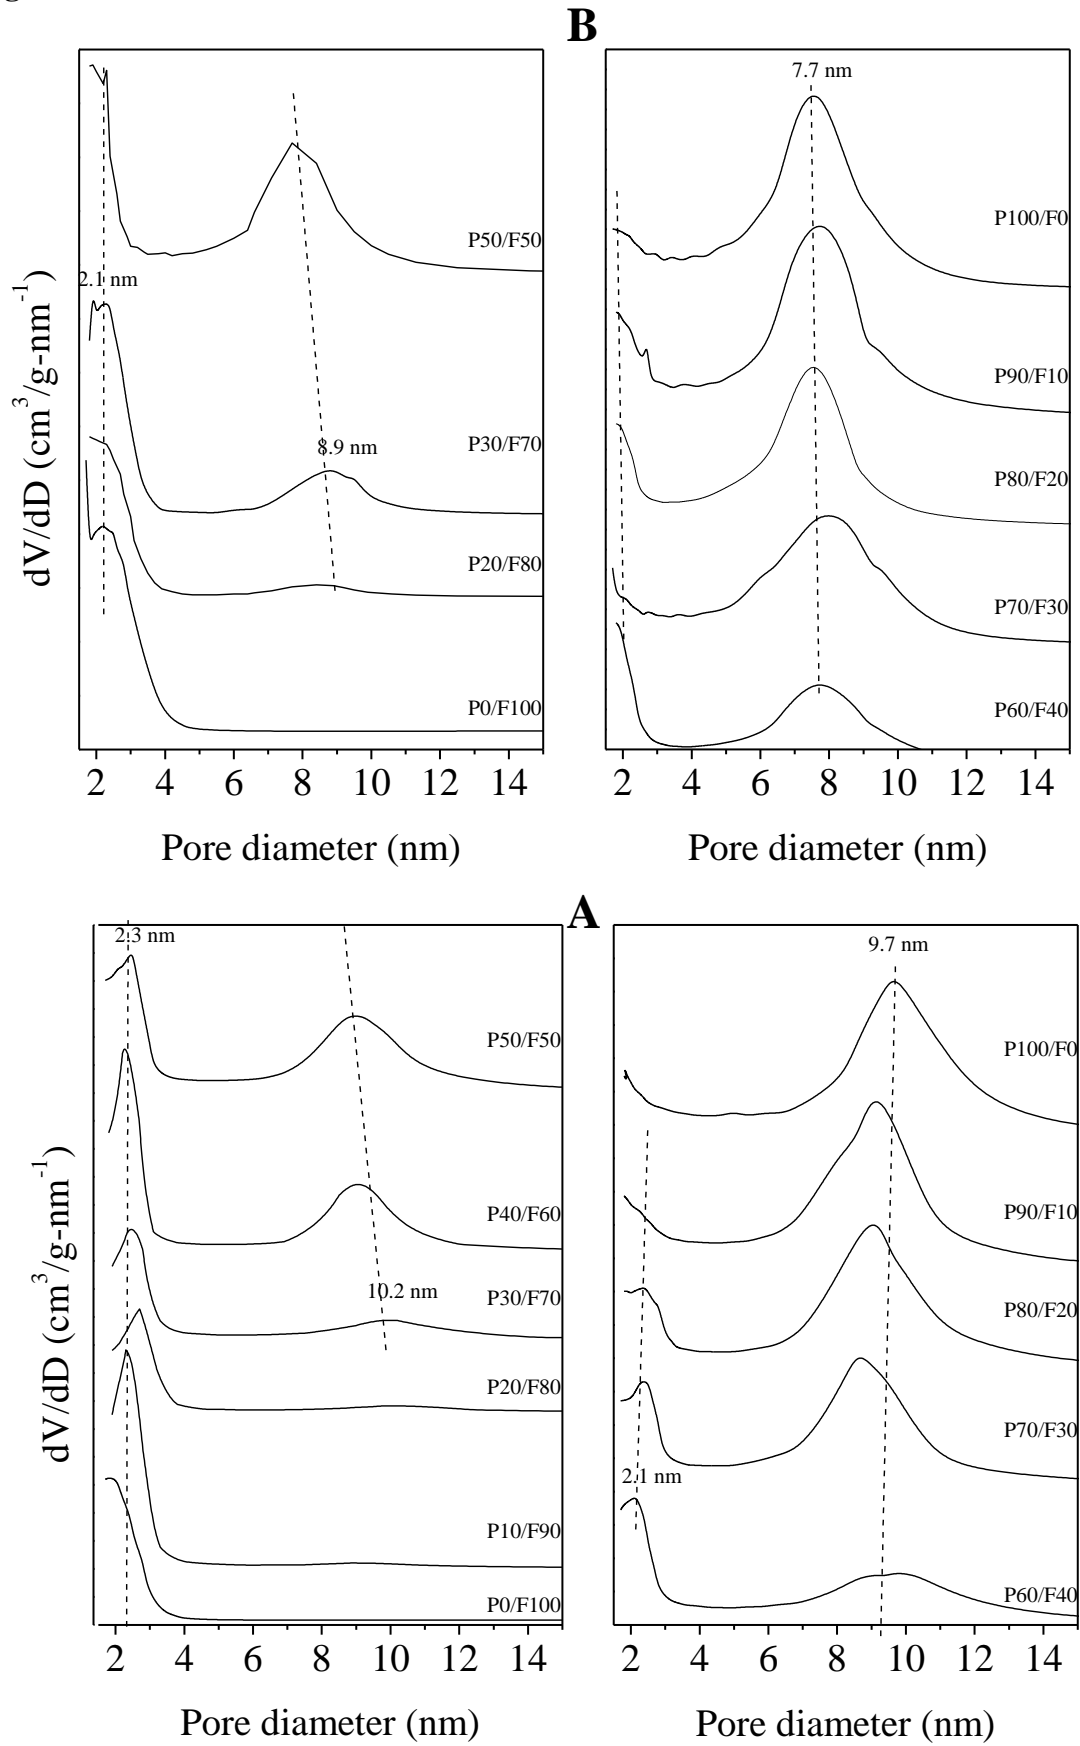 B
2.1 nm
P50/F50
P30/F70
8.9 nm
P20/F80
P0/F100
dV/dD (cm³/g-nm⁻¹)
2 4 6 8 10 12 14
Pore diameter (nm)
7.7 nm
P100/F0
P90/F10
P80/F20
P70/F30
P60/F40
2 4 6 8 10 12 14
Pore diameter (nm)
A
2.3 nm
P50/F50
P40/F60
10.2 nm
P30/F70
P20/F80
P10/F90
P0/F100
dV/dD (cm³/g-nm⁻¹)
2 4 6 8 10 12 14
Pore diameter (nm)
9.7 nm
P100/F0
P90/F10
P80/F20
P70/F30
2.1 nm
P60/F40
2 4 6 8 10 12 14
Pore diameter (nm)